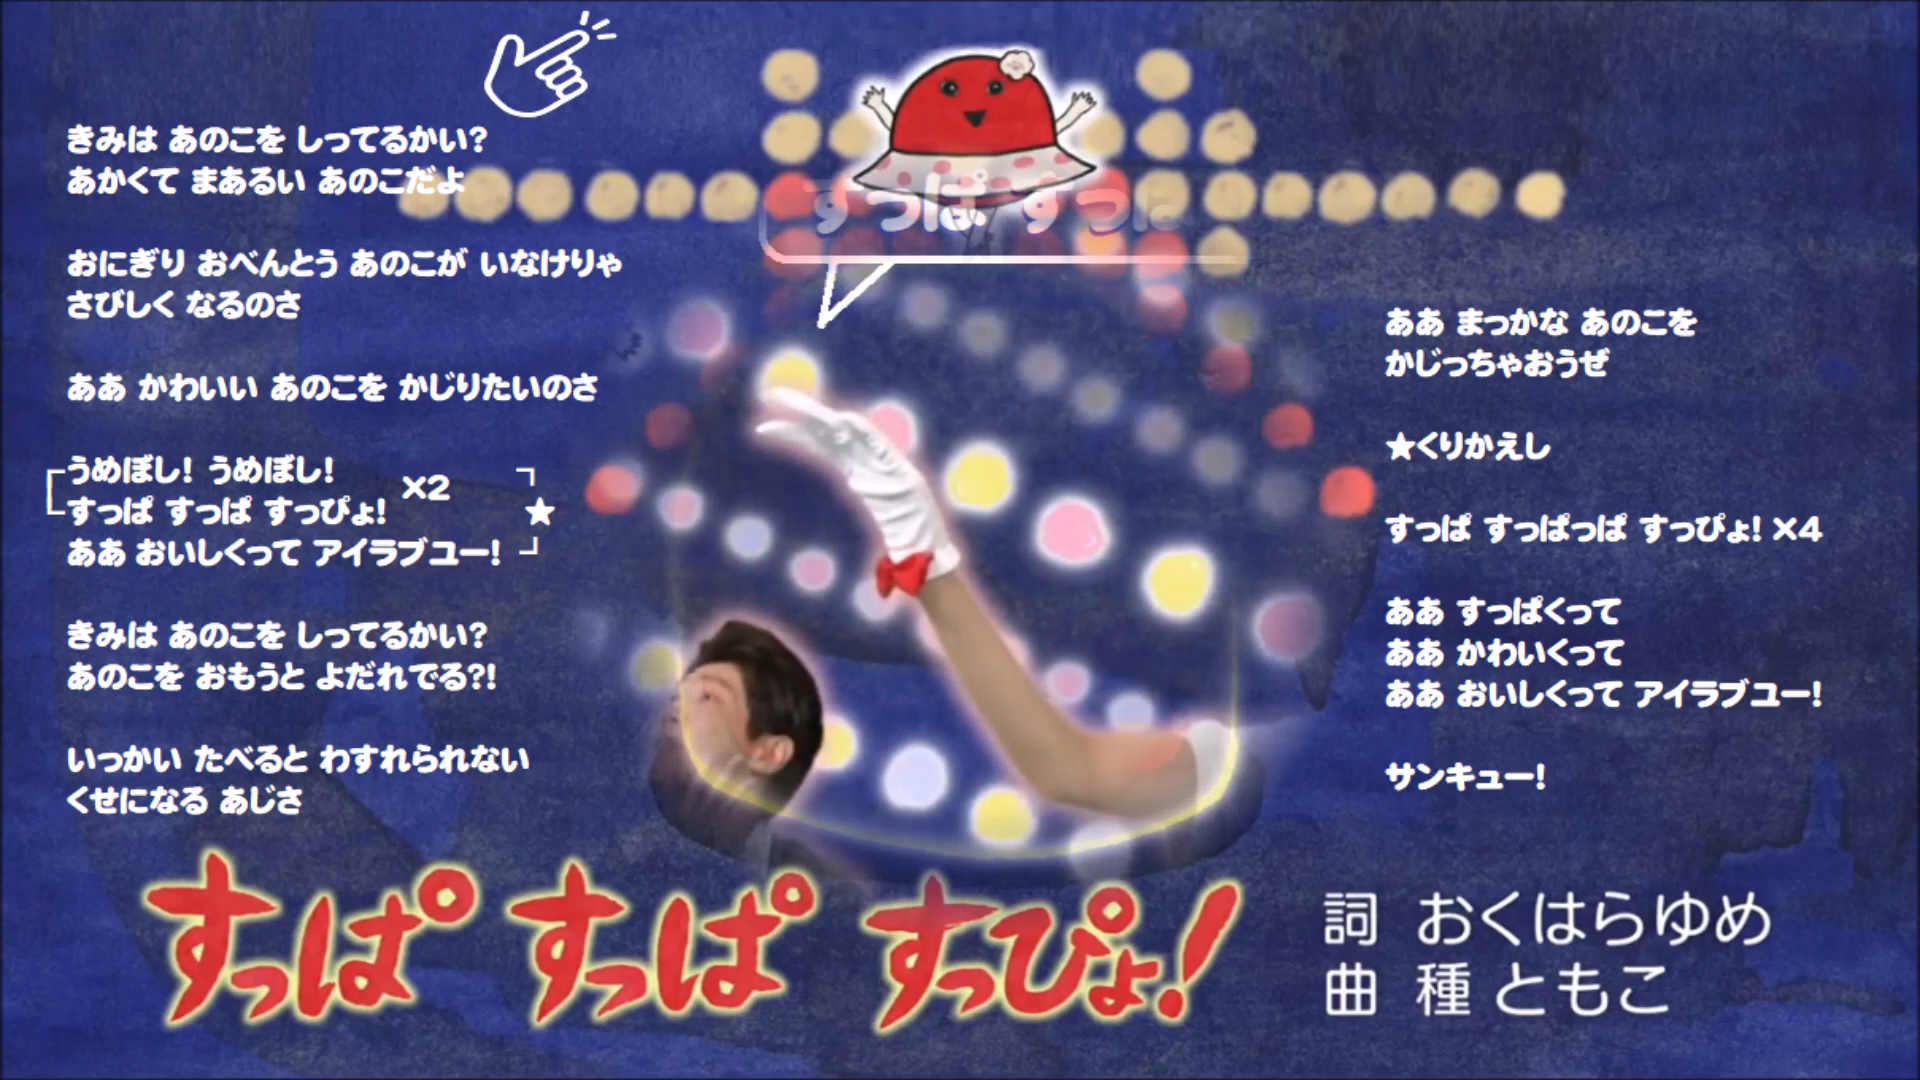 きみは あのこを しってるかい?
あかくて まあるい あのこだよ
おにぎり おべんとう あのこが いなけりゃ
さびしく なるのさ
ああ かわいい あのこを かじりたいのさ
うめぼし! うめぼし!
すっぱ すっぱ すっぴょ!
×2
★
ああ おいしくって アイラブユー!
きみは あのこを しってるかい?
あのこを おもうと よだれでる?!
いっかい たべると わすれられない
くせになる あじさ
すっぱ すっぱ
ああ まっかな あのこを
かじっちゃおうぜ
★くりかえし
すっぱ すっぱっぱ すっぴょ! ×4
ああ すっぱくって
ああ かわいくって
ああ おいしくって アイラブユー!
サンキュー!
すっぱ すっぱ すっぴょ!
詞 おくはらゆめ
曲 種 ともこ